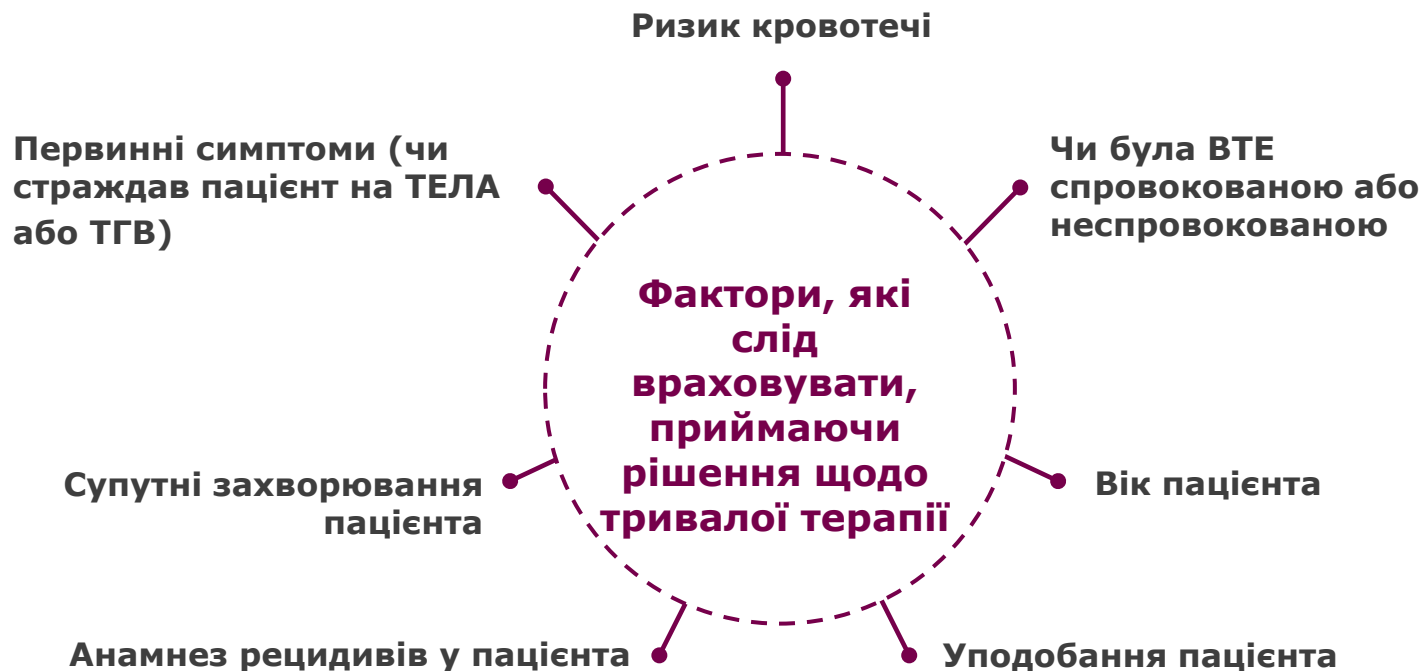 Ризик кровотечі
Первинні симптоми (чи
страждав пацієнт на ТЕЛА
або ТГВ)
Чи була ВТЕ
спровокованою або
неспровокованою
Фактори, які
слід
враховувати,
приймаючи
рішення щодо
тривалої терапії
Супутні захворювання
пацієнта
Вік пацієнта
Анамнез рецидивів у пацієнта
Уподобання пацієнта